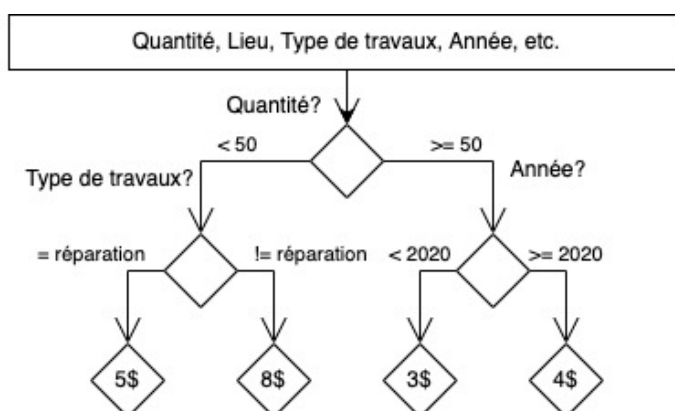 Quantité, Lieu, Type de travaux, Année, etc.
Quantité?
< 50
>= 50
Type de travaux?
Année?
= réparation
!= réparation
< 2020
>= 2020
5$
8$
3$
4$